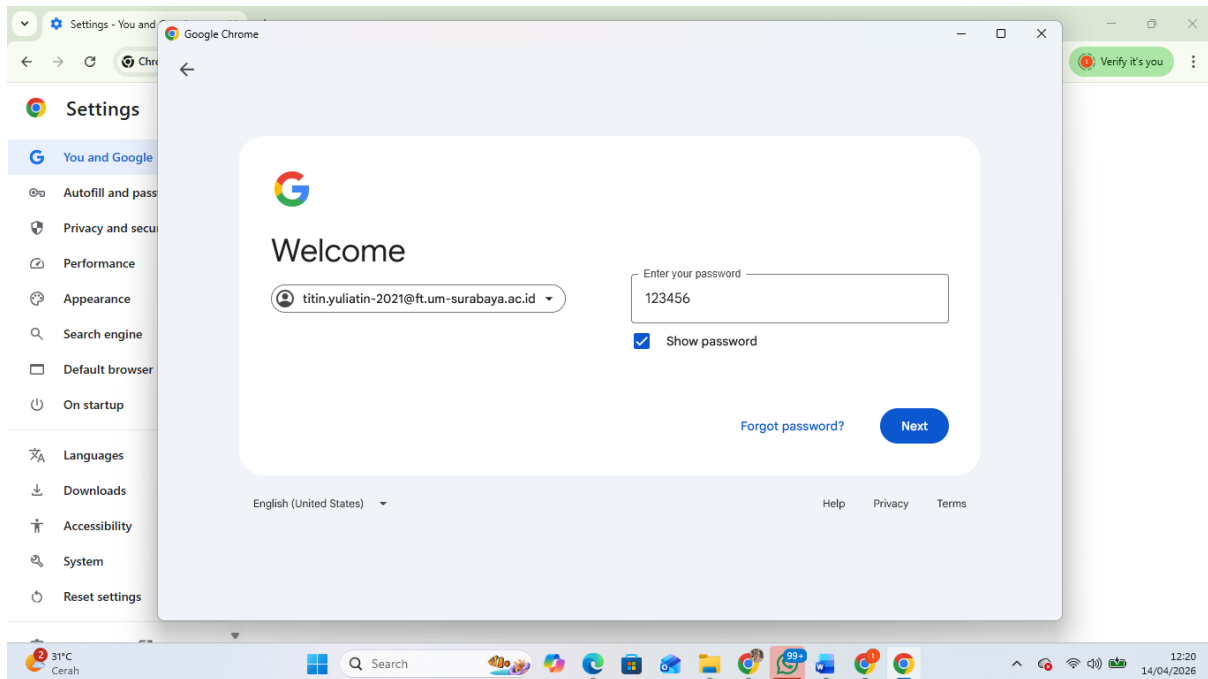 Settings - You and
Google Chrome
Chro
Verify it's you
Settings
You and Google
Autofill and pass
Privacy and secu
Performance
Appearance
Search engine
Default browser
On startup
Languages
Downloads
Accessibility
System
Reset settings
Welcome
titin.yuliatin-2021@ft.um-surabaya.ac.id
Enter your password
123456
Show password
Forgot password?
Next
English (United States)
Help
Privacy
Terms
2
31°C
Cerah
Search
99+
12:20
14/04/2026